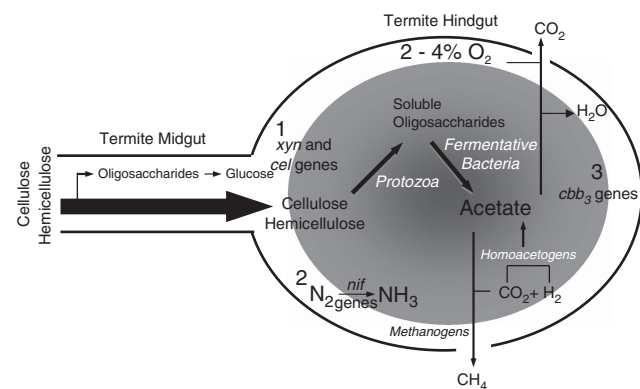 Termite Hindgut
CO2
2 - 4% O2
H2O
Soluble
Oligosaccharides
Termite Midgut
1
xyn and
cel genes
Fermentative
Bacteria
3
cbb3 genes
Cellulose
Hemicellulose
Oligosaccharides
Glucose
Protozoa
Cellulose
Hemicellulose
Acetate
Homoacetogens
2
N2
nif
genes
NH3
CO2+ H2
Methanogens
CH4